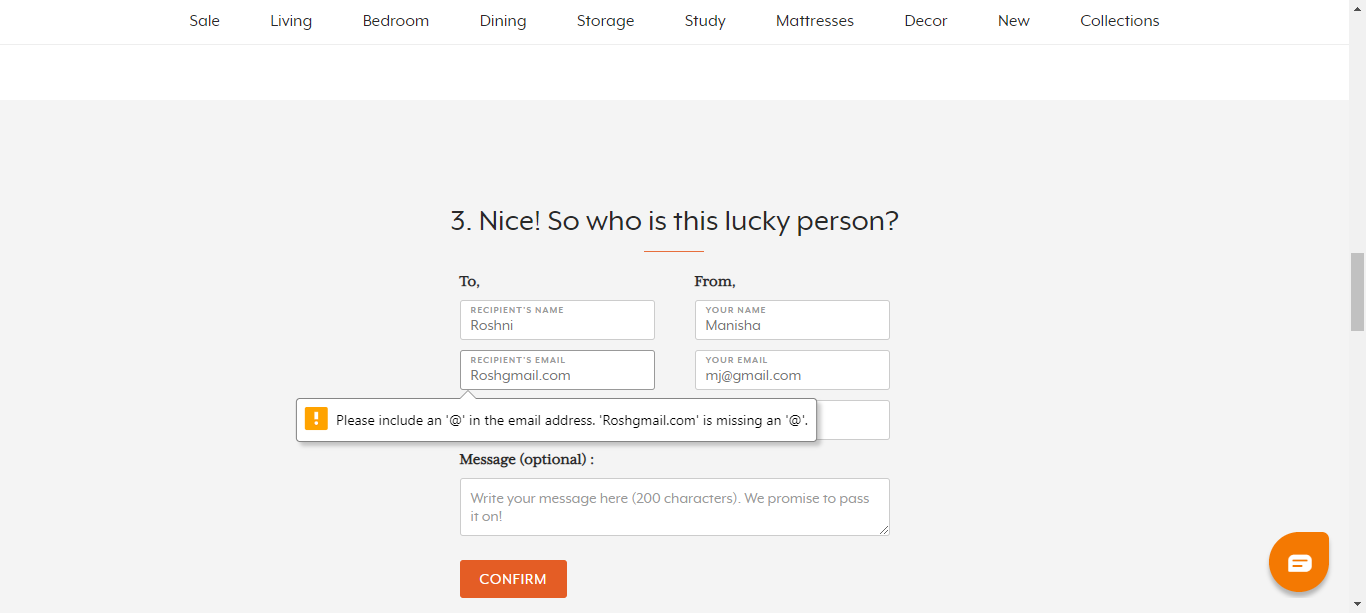 Sale Living Bedroom Dining Storage Study Mattresses Decor New Collections
3. Nice! So who is this lucky person?
To,
From,
RECIPIENT'S NAME
Roshni
YOUR NAME
Manisha
RECIPIENT'S EMAIL
Roshgmail.com
YOUR EMAIL
mj@gmail.com
Please include an '@' in the email address. 'Roshgmail.com' is missing an '@'.
Message (optional) :
Write your message here (200 characters). We promise to pass
it on!
CONFIRM